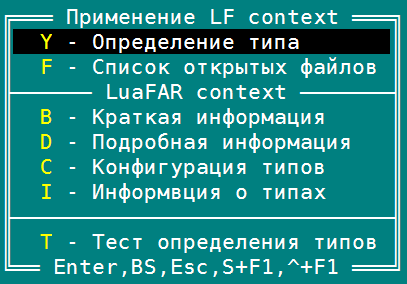 Применение LF context
Y - Определение типа
F - Список открытых файлов
LuaFAR context
B - Краткая информация
D - Подробная информация
C - Конфигурация типов
I - Информвция о типах
T - Тест определения типов
Enter,BS,Esc,S+F1,^+F1